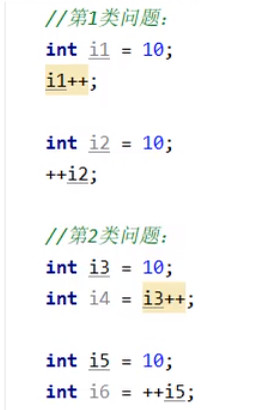 //第1类问题：
int i1 = 10;
i1++;
int i2 = 10;
++i2;
//第2类问题：
int i3 = 10;
int i4 = i3++;
int i5 = 10;
int i6 = ++i5;